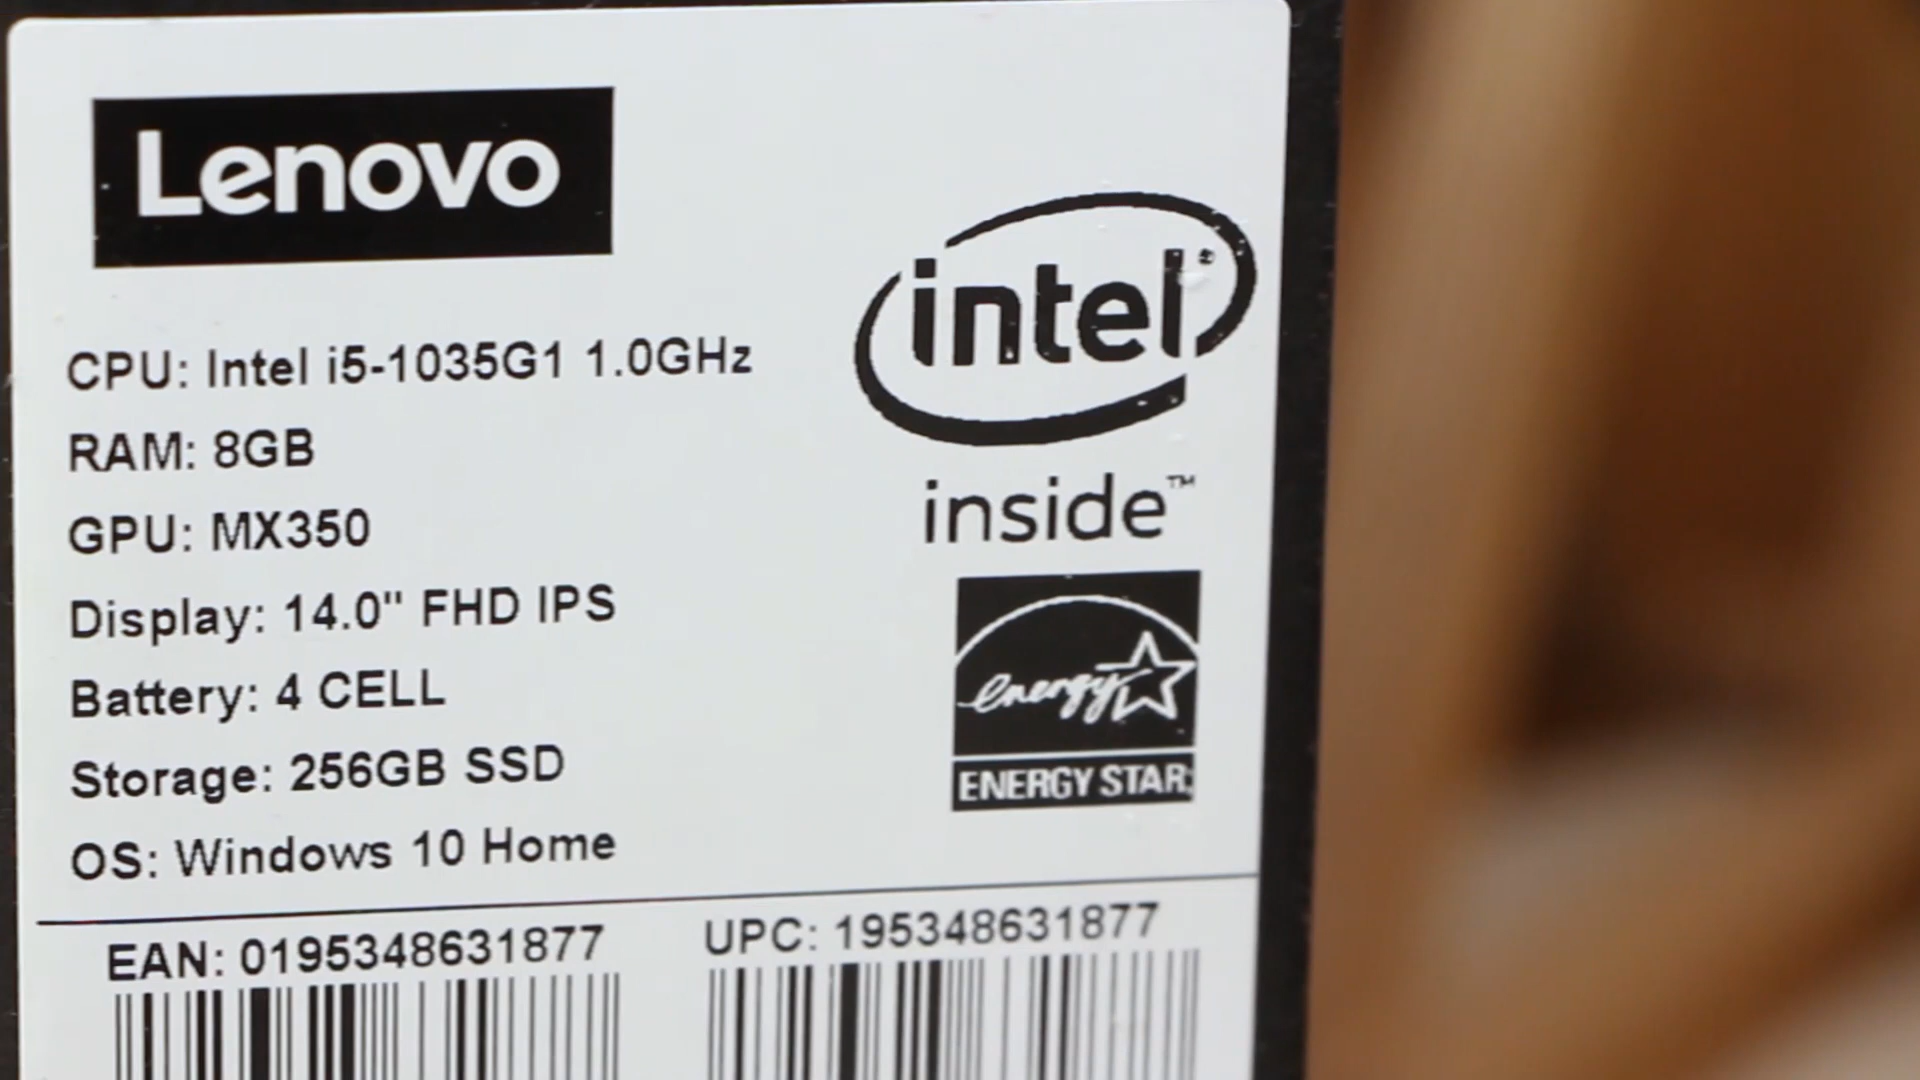 Lenovo
intel®
inside™
CPU: Intel i5-1035G1 1.0GHz
RAM: 8GB
GPU: MX350
Display: 14.0" FHD IPS
Battery: 4 CELL
Storage: 256GB SSD
OS: Windows 10 Home
energy
ENERGY STAR
EAN: 0195348631877
UPC: 195348631877